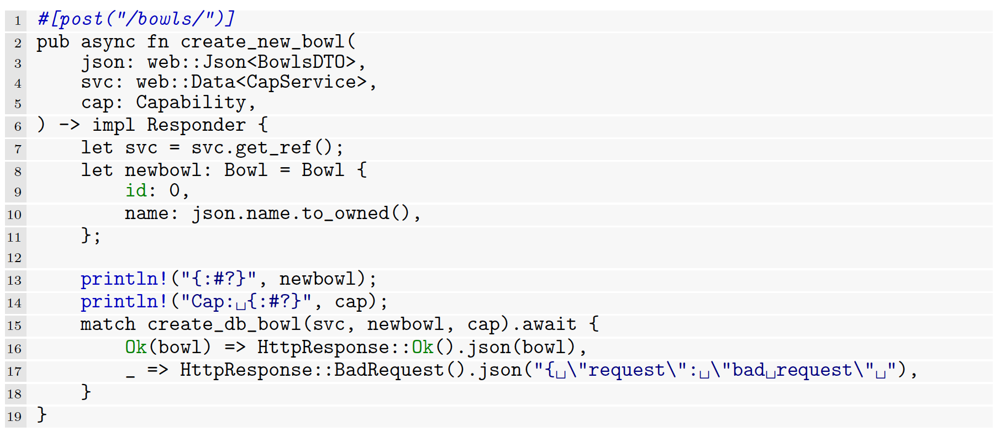 1 #[post("/bowls/")]
2 pub async fn create_new_bowl(
3     json: web::Json<BowlsDTO>,
4     svc: web::Data<CapService>,
5     cap: Capability,
6 ) -> impl Responder {
7     let svc = svc.get_ref();
8     let newbowl: Bowl = Bowl {
9         id: 0,
10         name: json.name.to_owned(),
11     };
12
13     println!("{:#?}", newbowl);
14     println!("Cap:␣{:#?}", cap);
15     match create_db_bowl(svc, newbowl, cap).await {
16         Ok(bowl) => HttpResponse::Ok().json(bowl),
17         _ => HttpResponse::BadRequest().json("{␣\"request\":␣\"bad␣request\"␣"),
18     }
19 }